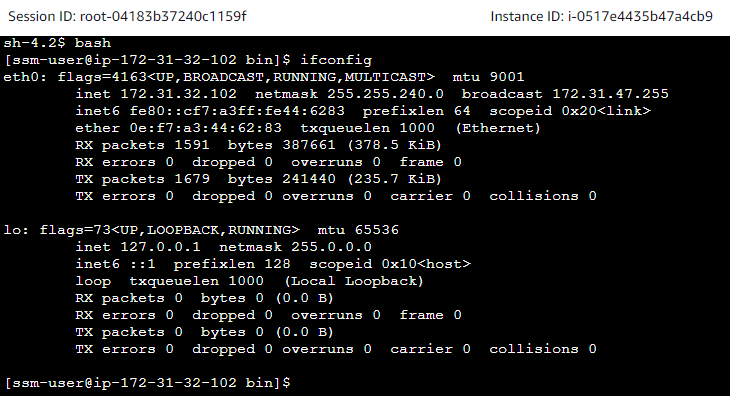 Session ID: root-04183b37240c1159f Instance ID: i-0517e4435b47a4cb9
sh-4.2$ bash
[ssm-user@ip-172-31-32-102 bin]$ ifconfig
eth0: flags=4163<UP,BROADCAST,RUNNING,MULTICAST>  mtu 9001
        inet 172.31.32.102  netmask 255.255.240.0  broadcast 172.31.47.255
        inet6 fe80::cf7:a3ff:fe44:6283  prefixlen 64  scopeid 0x20<link>
        ether 0e:f7:a3:44:62:83  txqueuelen 1000  (Ethernet)
        RX packets 1591  bytes 387661 (378.5 KiB)
        RX errors 0  dropped 0  overruns 0  frame 0
        TX packets 1679  bytes 241440 (235.7 KiB)
        TX errors 0  dropped 0 overruns 0  carrier 0  collisions 0
lo: flags=73<UP,LOOPBACK,RUNNING>  mtu 65536
        inet 127.0.0.1  netmask 255.0.0.0
        inet6 ::1  prefixlen 128  scopeid 0x10<host>
        loop  txqueuelen 1000  (Local Loopback)
        RX packets 0  bytes 0 (0.0 B)
        RX errors 0  dropped 0  overruns 0  frame 0
        TX packets 0  bytes 0 (0.0 B)
        TX errors 0  dropped 0 overruns 0  carrier 0  collisions 0
[ssm-user@ip-172-31-32-102 bin]$